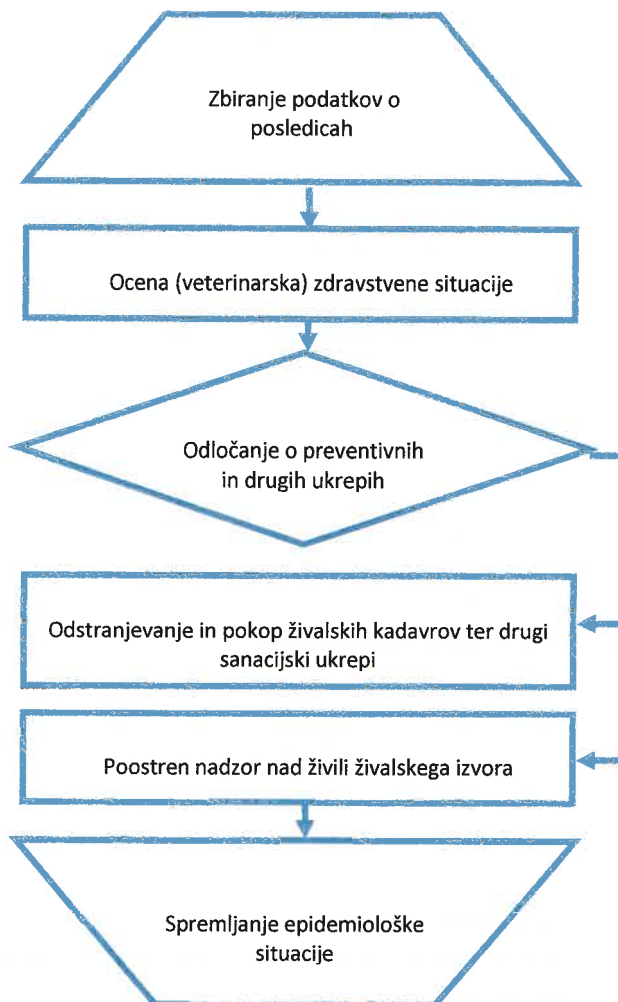 Zbiranje podatkov o
posledicah
Ocena (veterinarska) zdravstvene situacije
Odločanje o preventivnih
in drugih ukrepih
Odstranjevanje in pokop živalskih kadavrov ter drugi
sanacijski ukrepi
Poostren nadzor nad živili živalskega izvora
Spremljanje epidemiološke
situacije